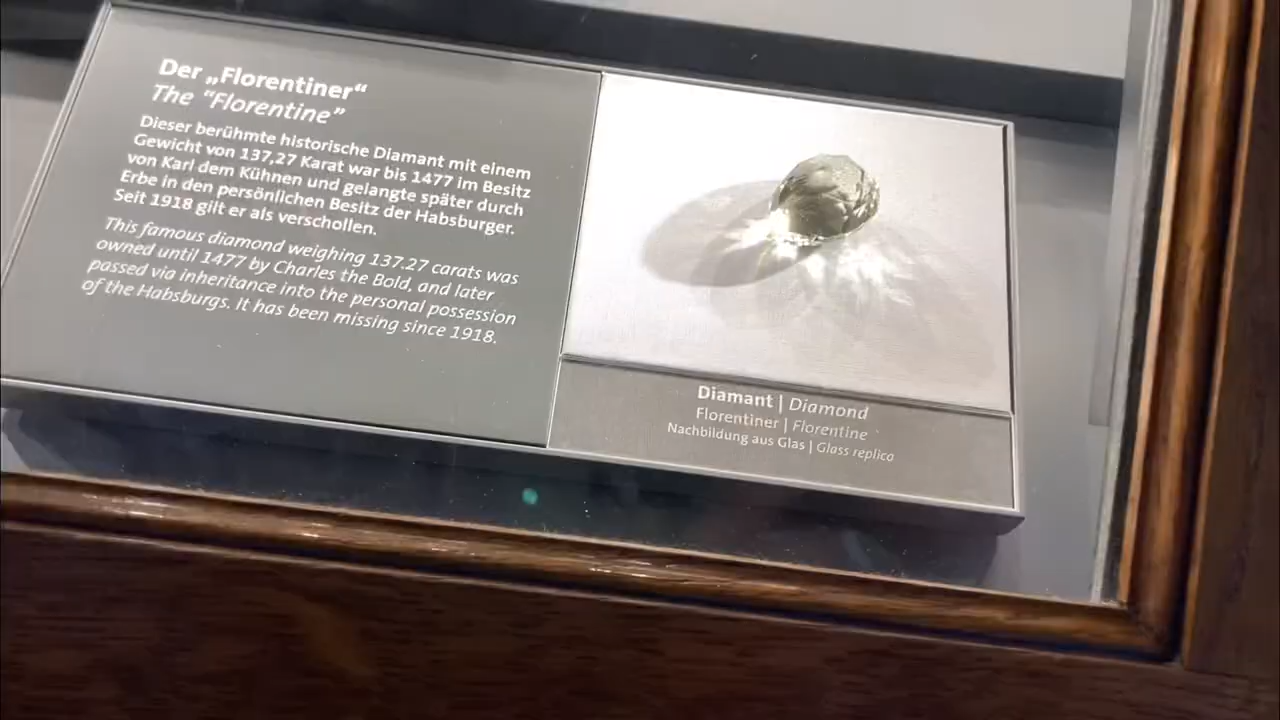 Der „Florentiner“
The “Florentine”
Dieser berühmte historische Diamant mit einem
Gewicht von 137,27 Karat war bis 1477 im Besitz
von Karl dem Kühnen und gelangte später durch
Erbe in den persönlichen Besitz der Habsburger.
Seit 1918 gilt er als verschollen.
This famous diamond weighing 137.27 carats was
owned until 1477 by Charles the Bold, and later
passed via inheritance into the personal possession
of the Habsburgs. It has been missing since 1918.
Diamant | Diamond
Florentiner | Florentine
Nachbildung aus Glas | Glass replica